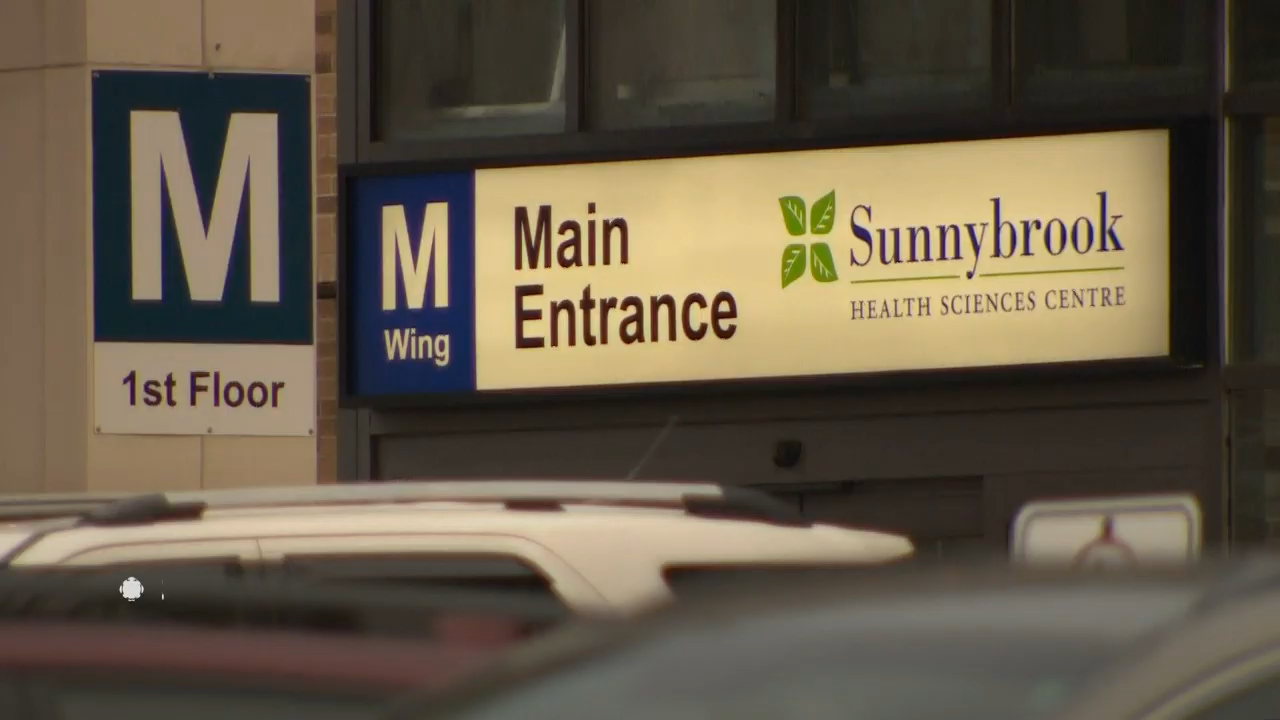 M
1st Floor
M
Wing
Main
Entrance
Sunnybrook
HEALTH SCIENCES CENTRE